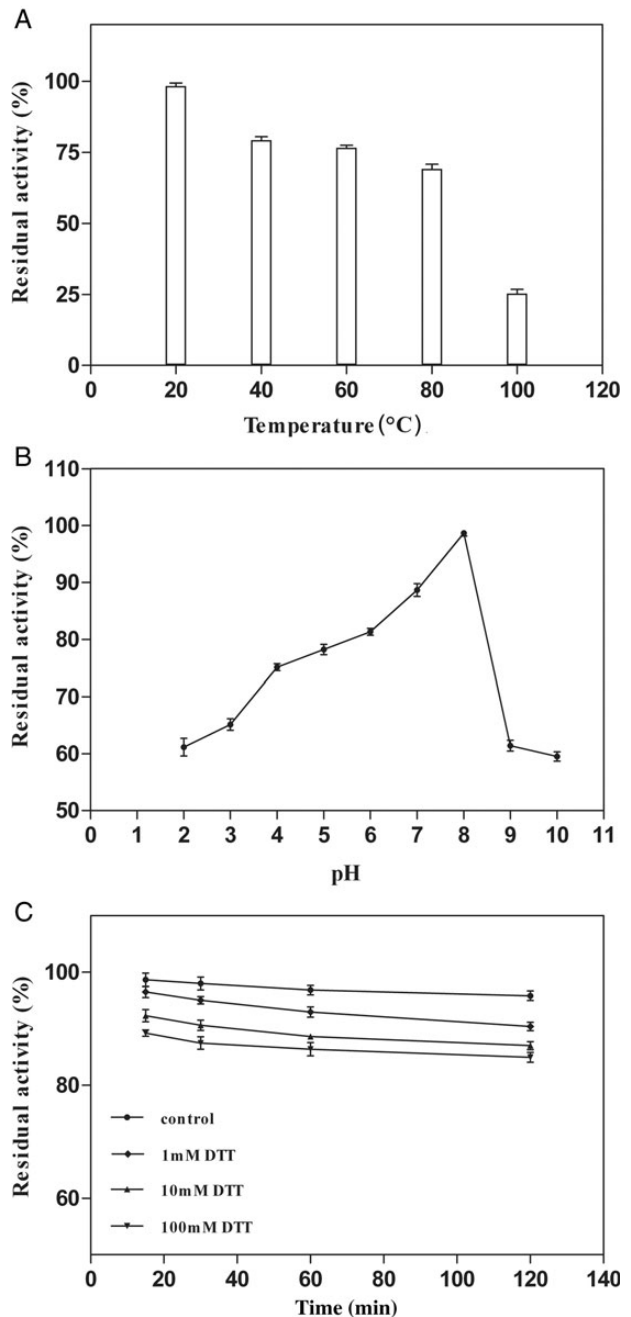 A
Residual activity (%)
100
75
50
25
0
0 20 40 60 80 100 120
Temperature (°C)
B
Residual activity (%)
110
100
90
80
70
60
50
0 1 2 3 4 5 6 7 8 9 10 11
pH
C
Residual activity (%)
100
80
60
control
1mM DTT
10mM DTT
100mM DTT
0 20 40 60 80 100 120 140
Time (min)